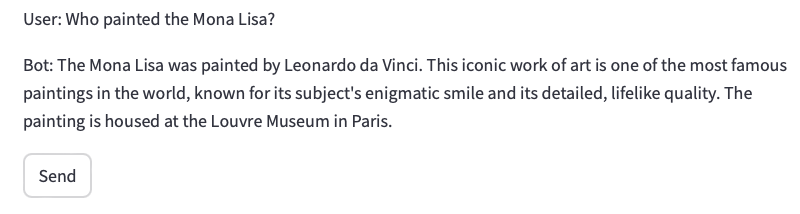 User: Who painted the Mona Lisa?
Bot: The Mona Lisa was painted by Leonardo da Vinci. This iconic work of art is one of the most famous
paintings in the world, known for its subject's enigmatic smile and its detailed, lifelike quality. The
painting is housed at the Louvre Museum in Paris.
Send